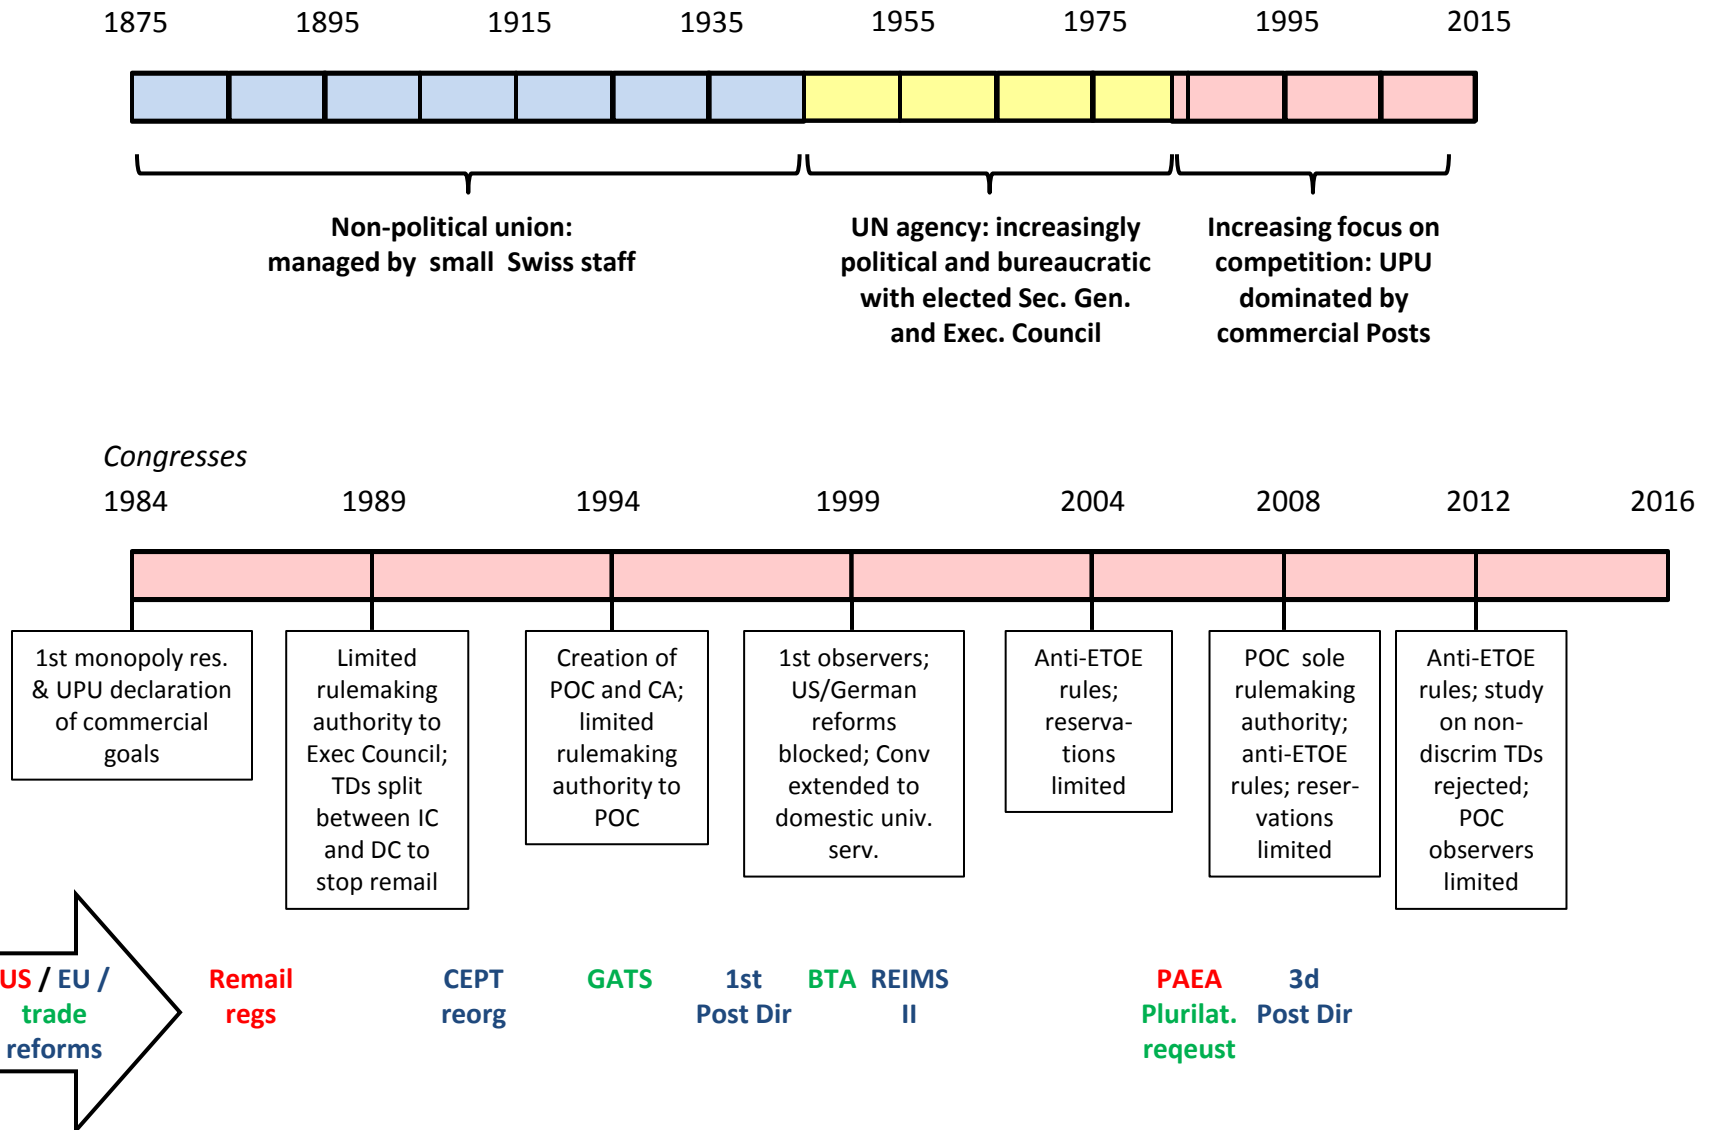 1875 1895 1915 1935 1955 1975 1995 2015
Non-political union:
managed by small Swiss staff
UN agency: increasingly
political and bureaucratic
with elected Sec. Gen.
and Exec. Council
Increasing focus on
competition: UPU
dominated by
commercial Posts
Congresses
1984 1989 1994 1999 2004 2008 2012 2016
1st monopoly res.
& UPU declaration
of commercial
goals
Limited
rulemaking
authority to
Exec Council;
TDs split
between IC
and DC to
stop remail
Creation of
POC and CA;
limited
rulemaking
authority to
POC
1st observers;
US/German
reforms
blocked; Conv
extended to
domestic univ.
serv.
Anti-ETOE
rules;
reserva-
tions
limited
POC sole
rulemaking
authority;
anti-ETOE
rules; reser-
vations
limited
Anti-ETOE
rules; study
on non-
discrim TDs
rejected;
POC
observers
limited
US / EU /
trade
reforms
Remail
regs
CEPT
reorg
GATS
1st
Post Dir
BTA
REIMS
II
PAEA
Plurilat.
reqeust
3d
Post Dir